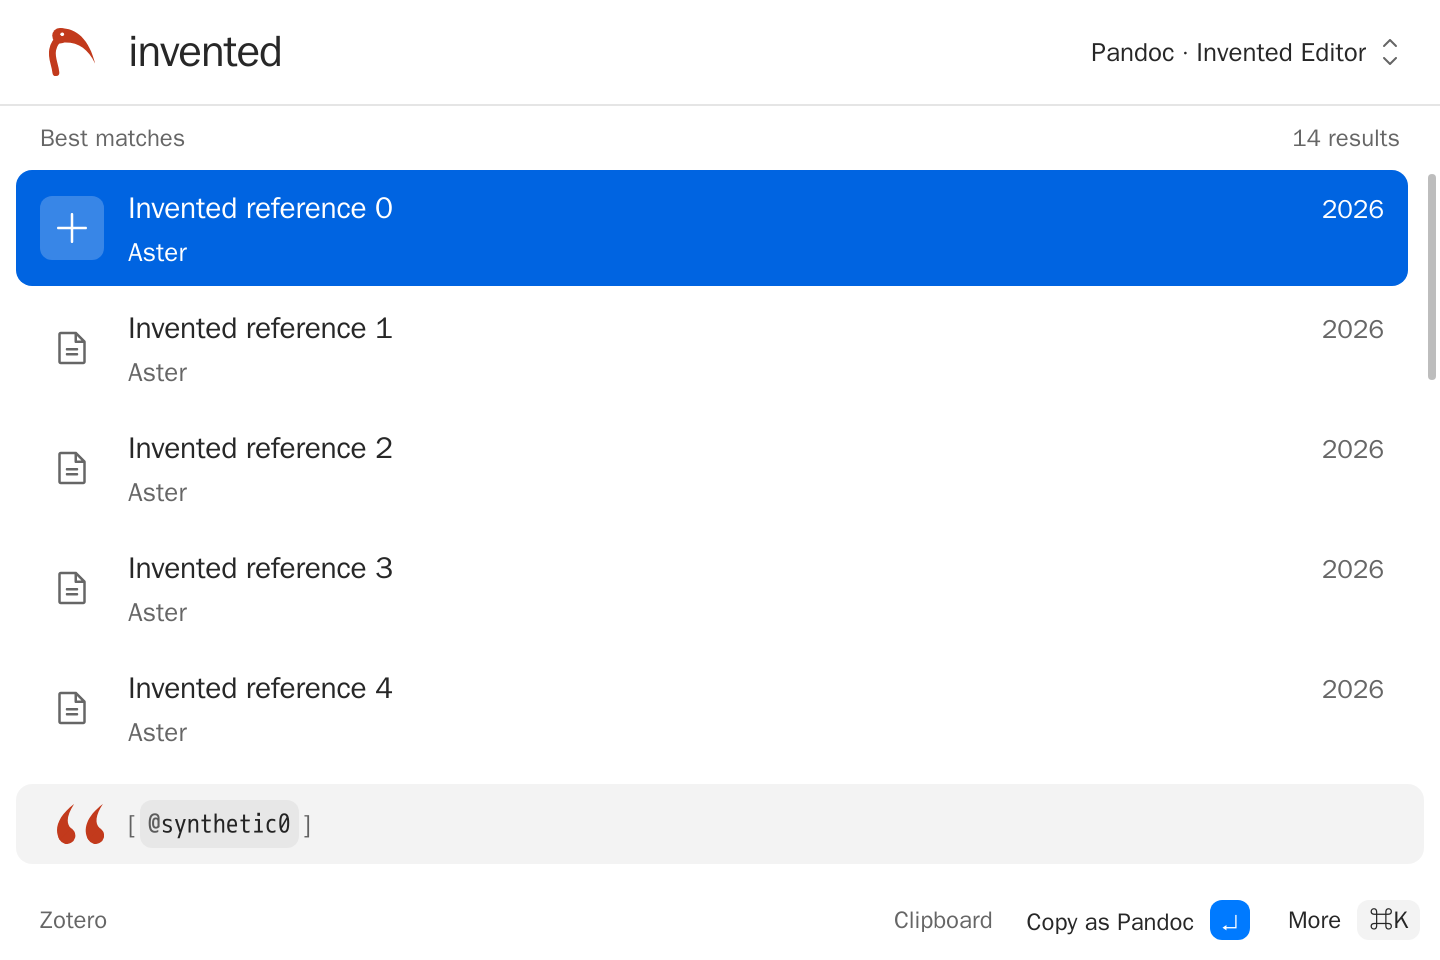 invented
Pandoc · Invented Editor
Best matches
14 results
Invented reference 0
2026
Aster
Invented reference 1
2026
Aster
Invented reference 2
2026
Aster
Invented reference 3
2026
Aster
Invented reference 4
2026
Aster
[ @synthetic0 ]
Zotero
Clipboard
Copy as Pandoc
More
⌘K